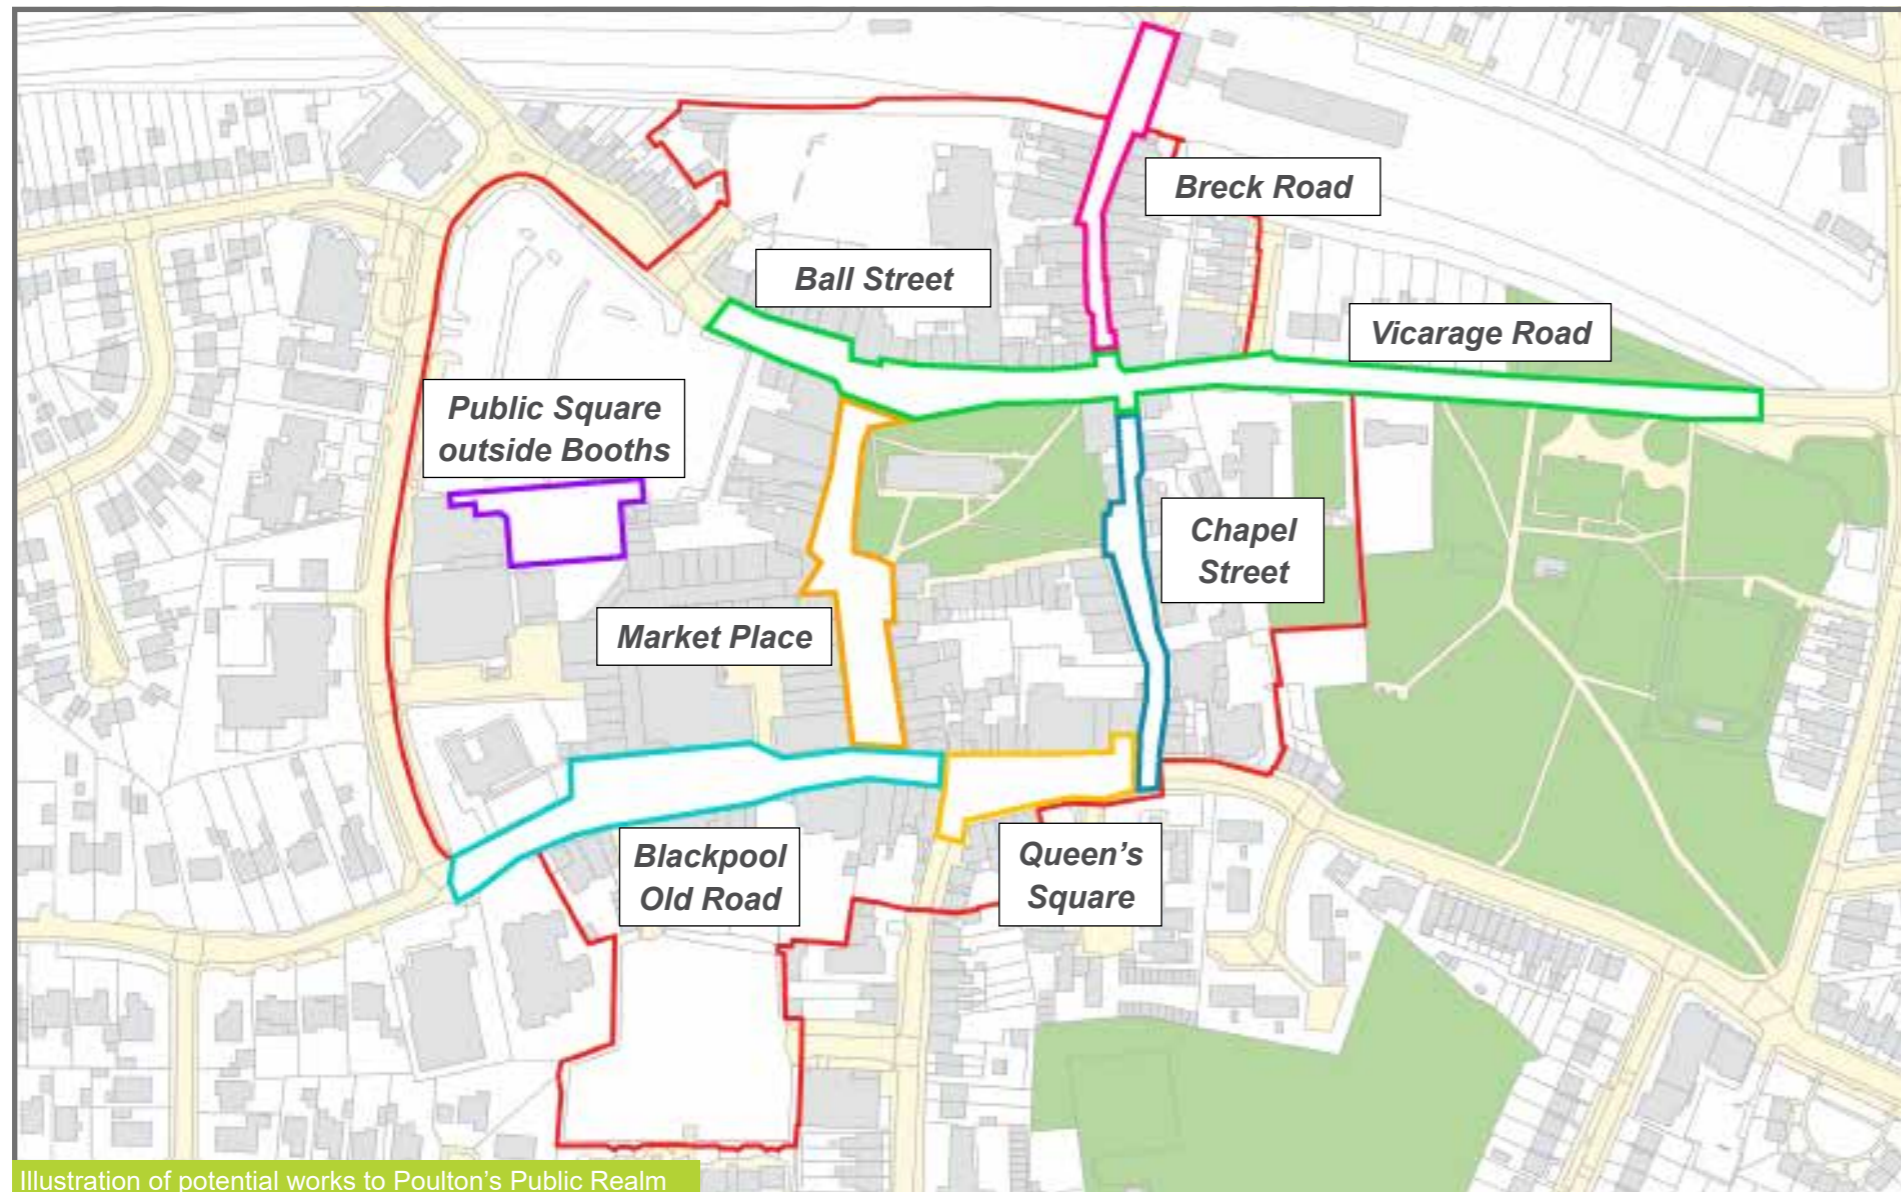 Breck Road
Ball Street
Vicarage Road
Public Square
outside Booths
Chapel
Street
Market Place
Blackpool
Old Road
Queen's
Square
Illustration of potential works to Poulton's Public Realm